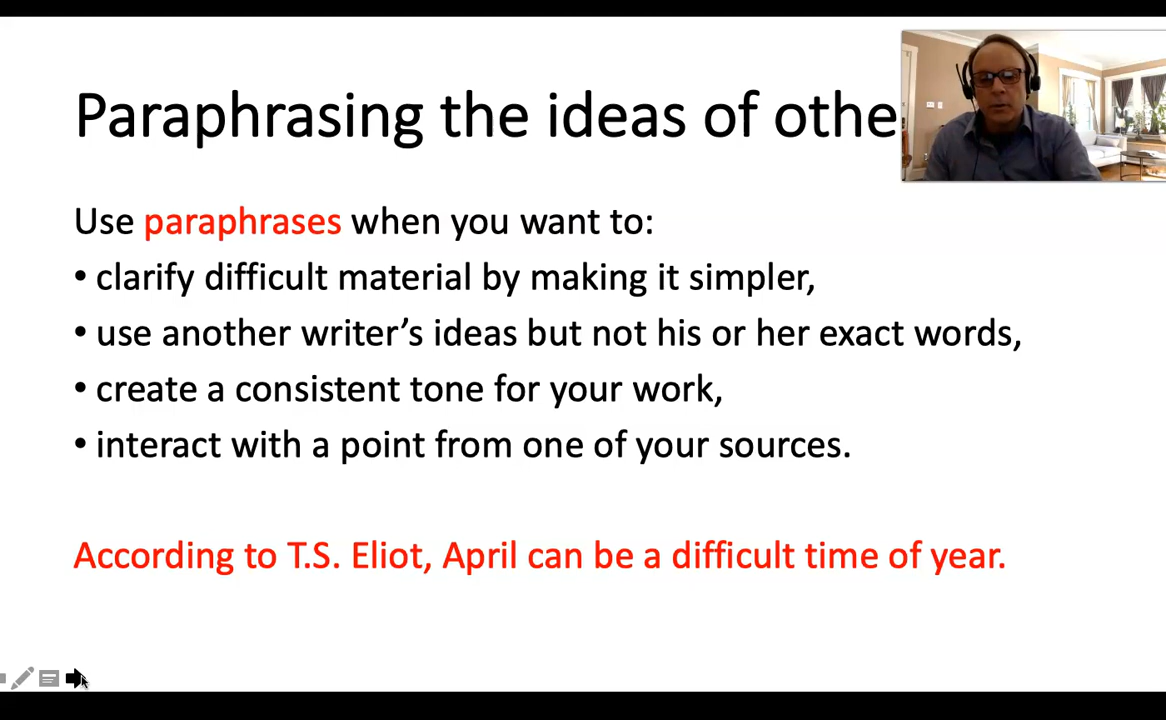 Paraphrasing the ideas of othe
Use paraphrases when you want to:
• clarify difficult material by making it simpler,
• use another writer’s ideas but not his or her exact words,
• create a consistent tone for your work,
• interact with a point from one of your sources.
According to T.S. Eliot, April can be a difficult time of year.